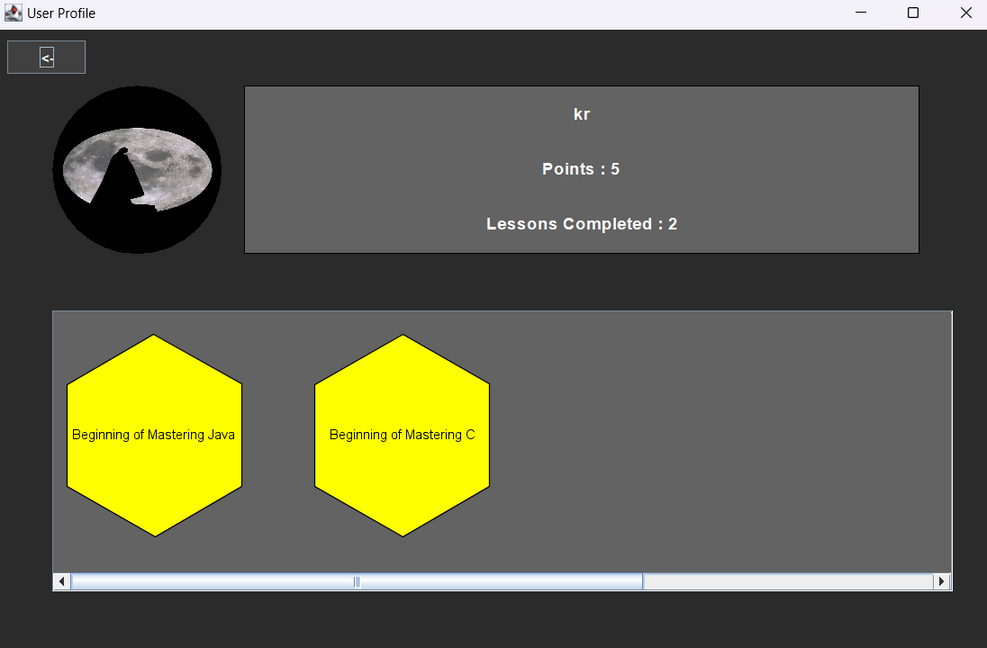 User Profile
<-
kr
Points : 5
Lessons Completed : 2
Beginning of Mastering Java
Beginning of Mastering C